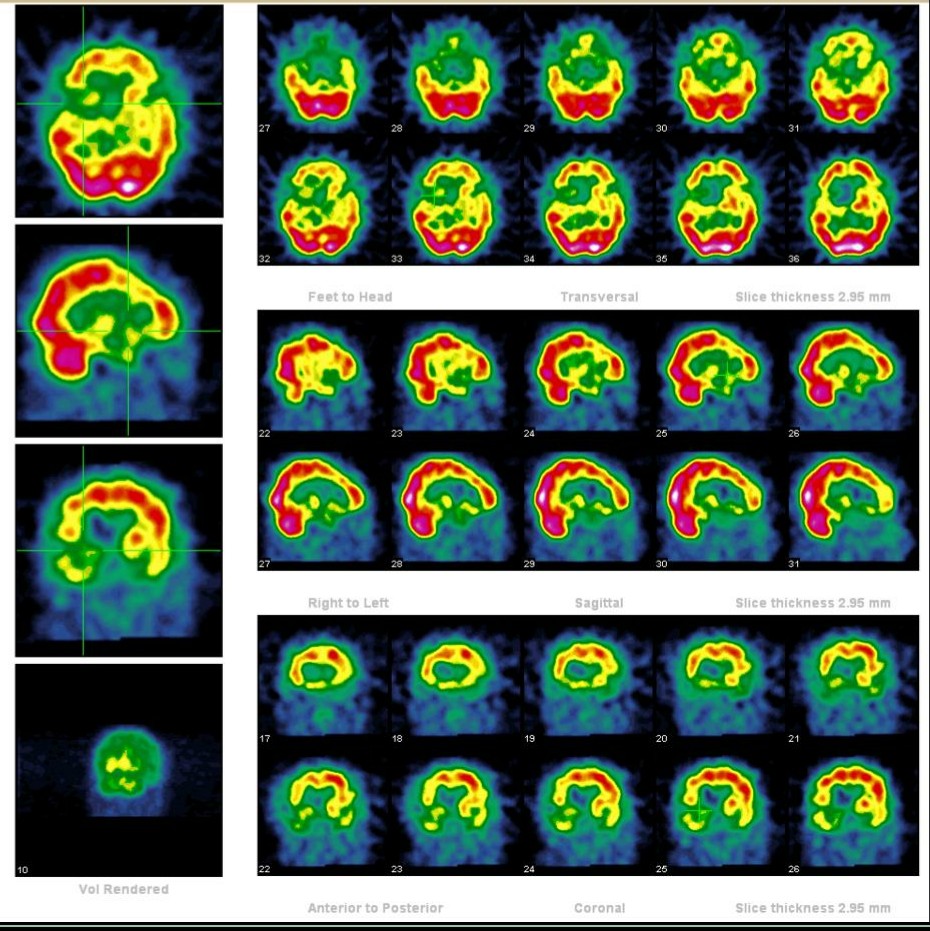 27 28 29 30 31
32 33 34 35 36
Feet to Head Transversal Slice thickness 2.95 mm
22 23 24 25 26
27 28 29 30 31
Right to Left Sagittal Slice thickness 2.95 mm
17 18 19 20 21
22 23 24 25 26
10
Vol Rendered
Anterior to Posterior Coronal Slice thickness 2.95 mm